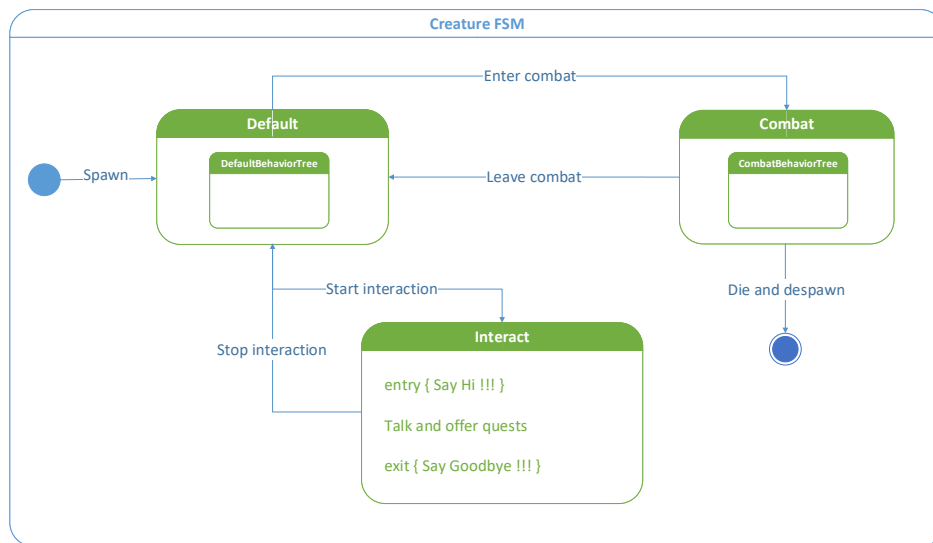 Creature FSM
Enter combat
Default
Combat
DefaultBehaviorTree
CombatBehaviorTree
Spawn
Leave combat
Start interaction
Die and despawn
Interact
Stop interaction
entry { Say Hi !!! }
Talk and offer quests
exit { Say Goodbye !!! }